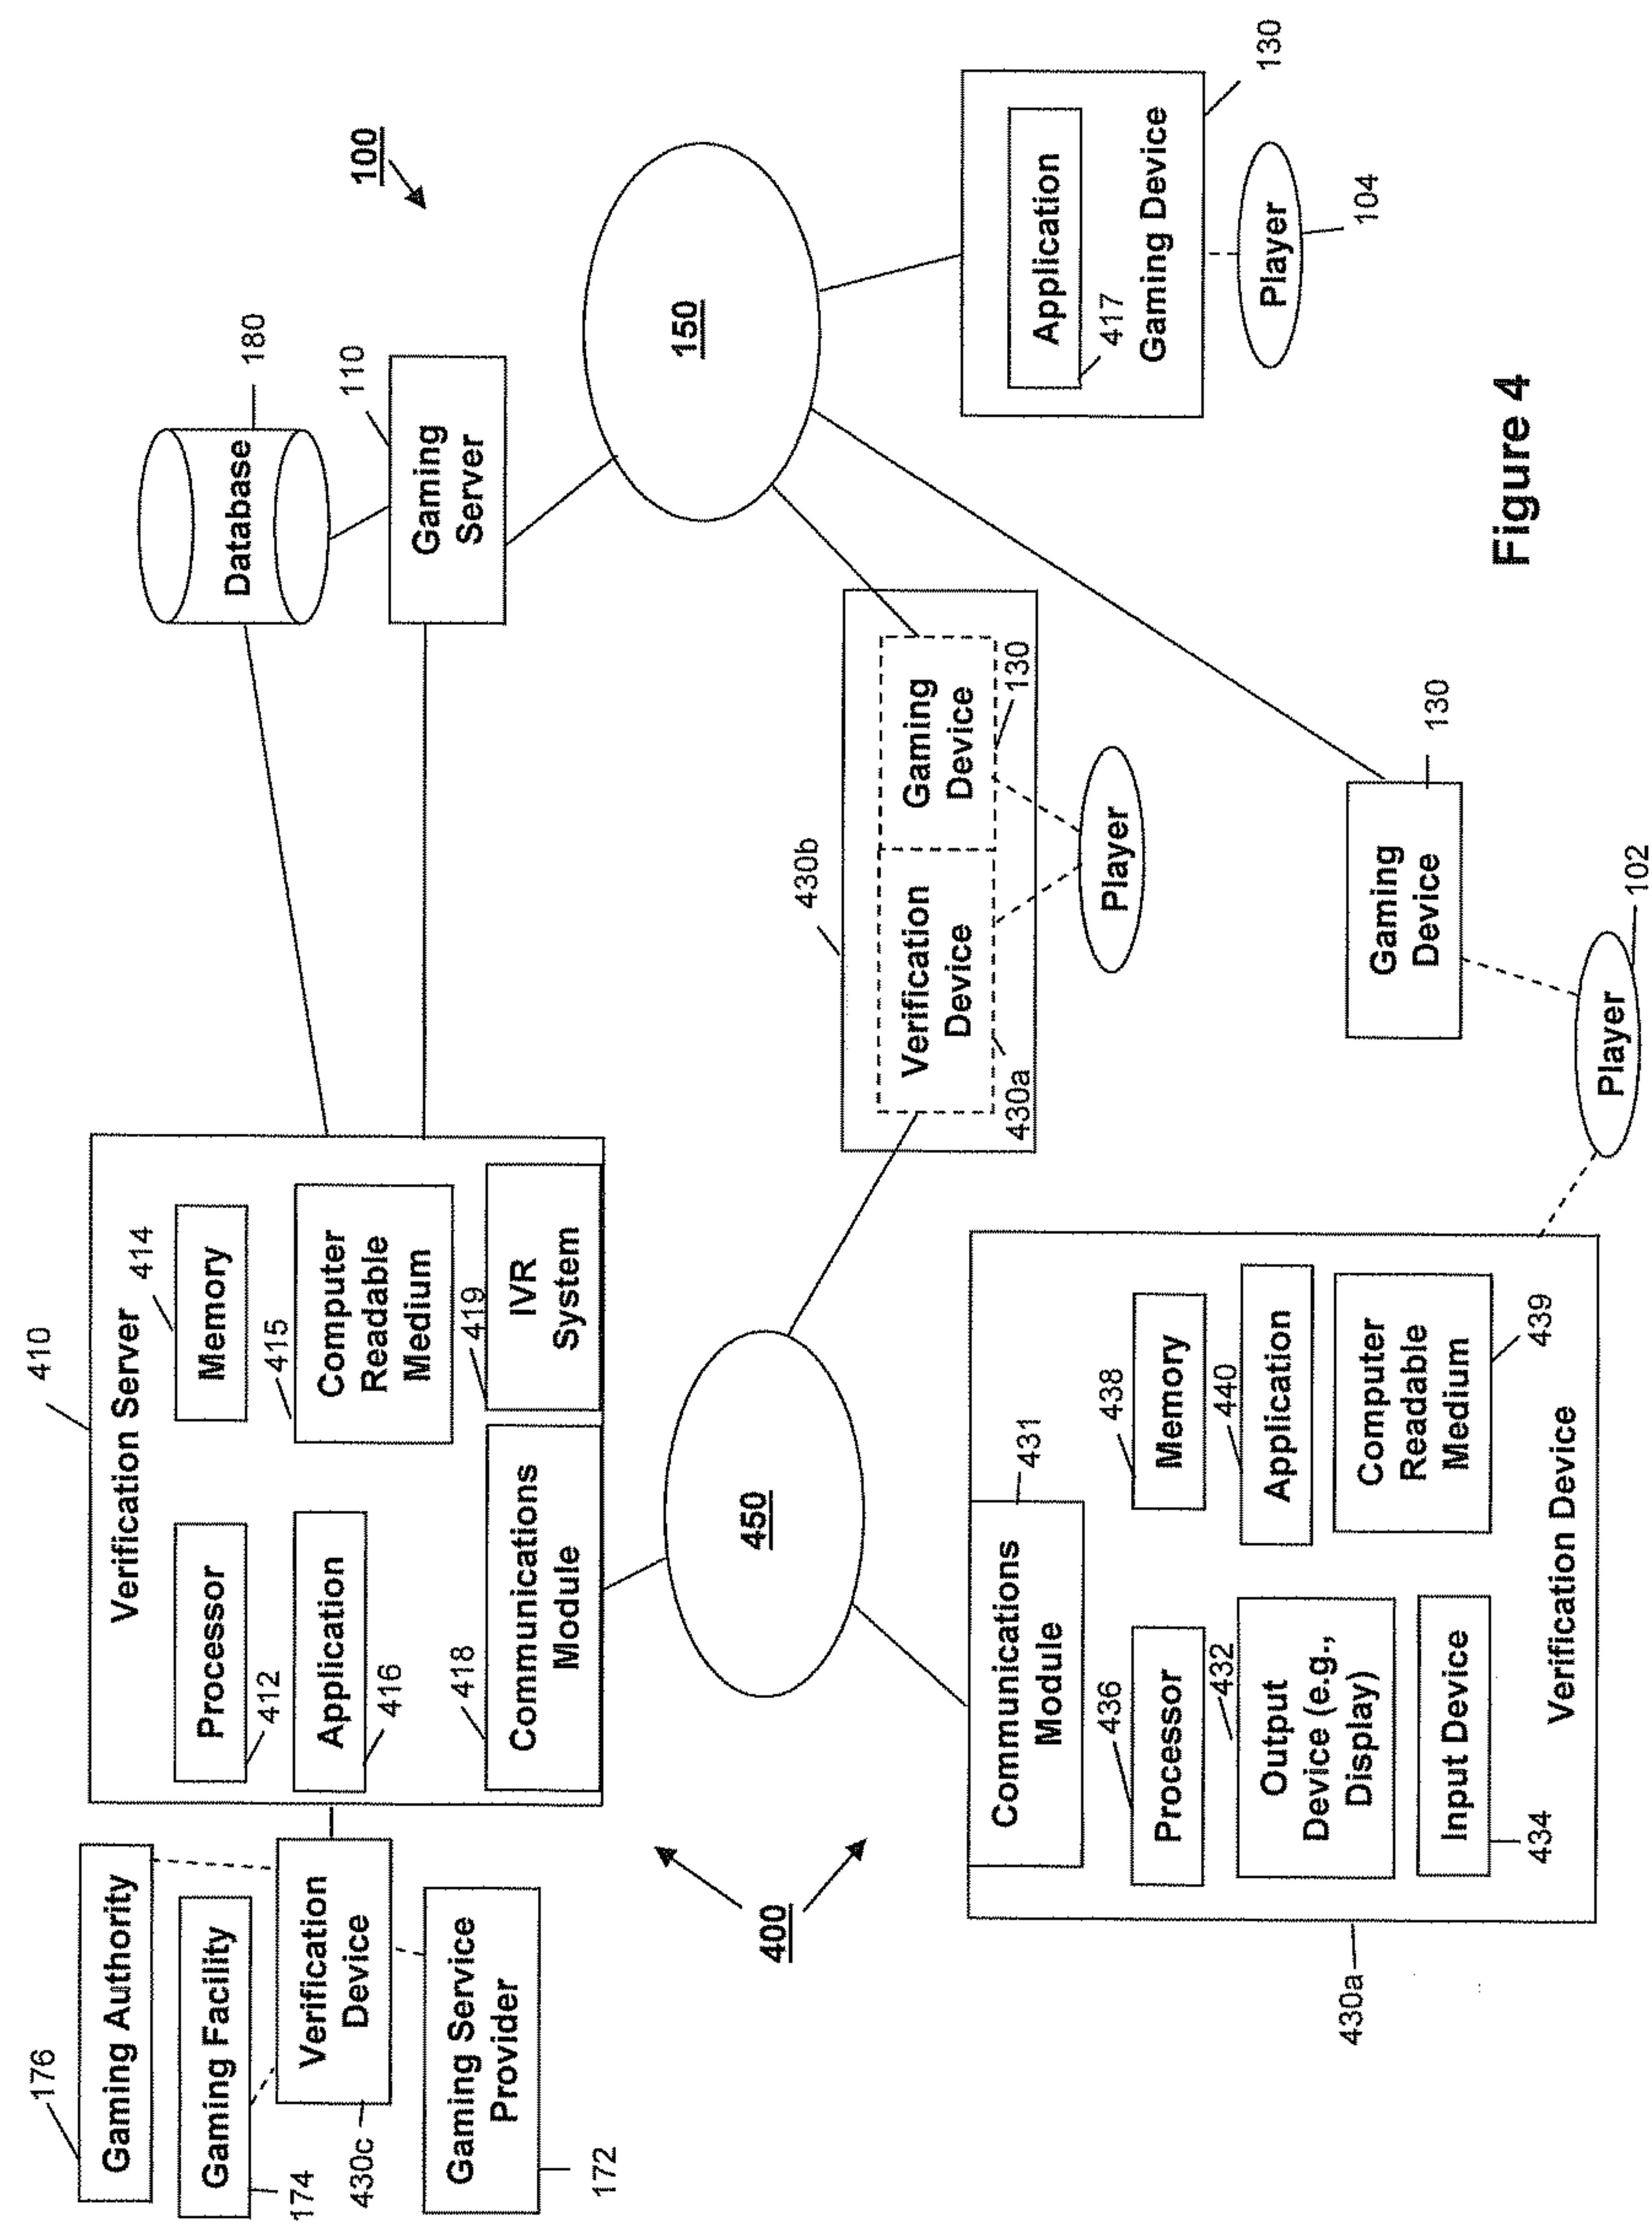 176
Gaming Authority
Gaming Facility
174
Verification
Device
430c
Gaming Service
Provider
172
410
Verification Server
Processor
412
Memory
414
Application
416
415
Computer
Readable
Medium
418
Communications
Module
419
IVR
System
Database
180
110
Gaming
Server
100
150
400
450
430b
Verification
Device
430a
Gaming
Device
130
Player
Application
417
Gaming Device
130
Player
104
Communications
Module
431
436
Processor
438
Memory
432
Output
Device (e.g.,
Display)
440
Application
Input Device
434
Computer
Readable
Medium
439
Verification Device
430a
Gaming
Device
130
Player
102
Figure 4